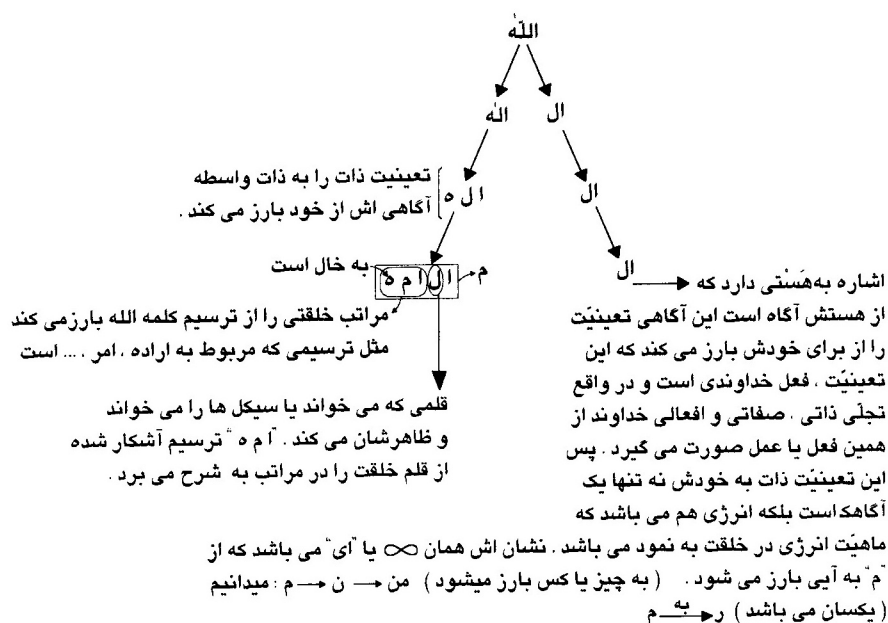 اللّٰه
ال الٰه
ال
ا ل ه
تعینیت ذات را به ذات واسطه
آگاهی اش از خود بارز می کند .
ال
م
ا ل ا م ه
به خال است
مراتب خلقتی را از ترسیم کلمه الله بارزمی کند
مثل ترسیمی که مربوط به اراده ، امر ، ... است
قلمی که می خواند یا سیکل ها را می خواند
و ظاهرشان می کند . "ا م ه" ترسیم آشکار شده
از قلم خلقت را در مراتب به شرح می برد .
اشاره به هَسْتی دارد که
از هستش آگاه است این آگاهی تعینیّت
را از برای خودش بارز می کند که این
تعینیّت ، فعل خداوندی است و در واقع
تجلّی ذاتی ، صفاتی و افعالی خداوند از
همین فعل یا عمل صورت می گیرد . پس
این تعینیّت ذات به خودش نه تنها یک
آگاهک است بلکه انرژی هم می باشد که
ماهیّت انرژی در خلقت به نمود می باشد . نشان اش همان ∞ یا "ای" می باشد که از
"م" به آیی بارز می شود . ( به چیز یا کس بارز میشود ) من ← ن ← م : میدانیم
( یکسان می باشد ) ر به → م